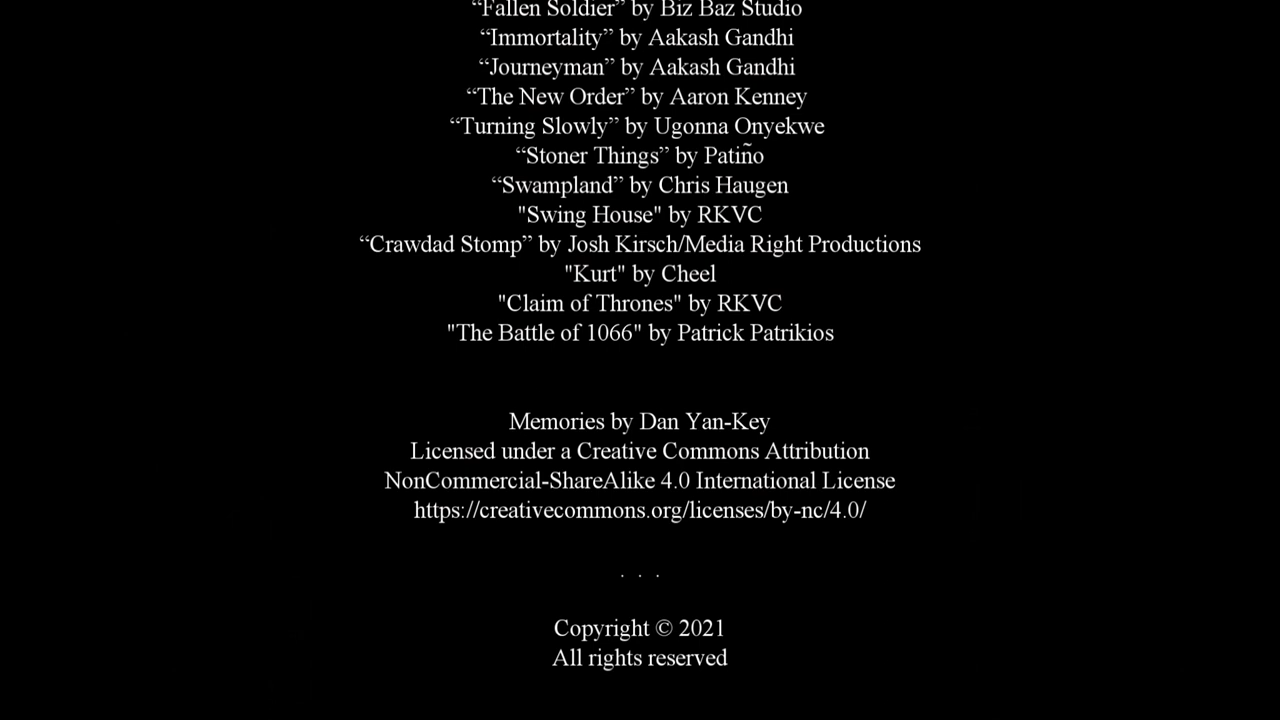 “Fallen Soldier” by Biz Baz Studio
“Immortality” by Aakash Gandhi
“Journeyman” by Aakash Gandhi
“The New Order” by Aaron Kenney
“Turning Slowly” by Ugonna Onyekwe
“Stoner Things” by Patiño
“Swampland” by Chris Haugen
"Swing House" by RKVC
“Crawdad Stomp” by Josh Kirsch/Media Right Productions
"Kurt" by Cheel
"Claim of Thrones" by RKVC
"The Battle of 1066" by Patrick Patrikios
Memories by Dan Yan-Key
Licensed under a Creative Commons Attribution
NonCommercial-ShareAlike 4.0 International License
https://creativecommons.org/licenses/by-nc/4.0/
. . .
Copyright © 2021
All rights reserved